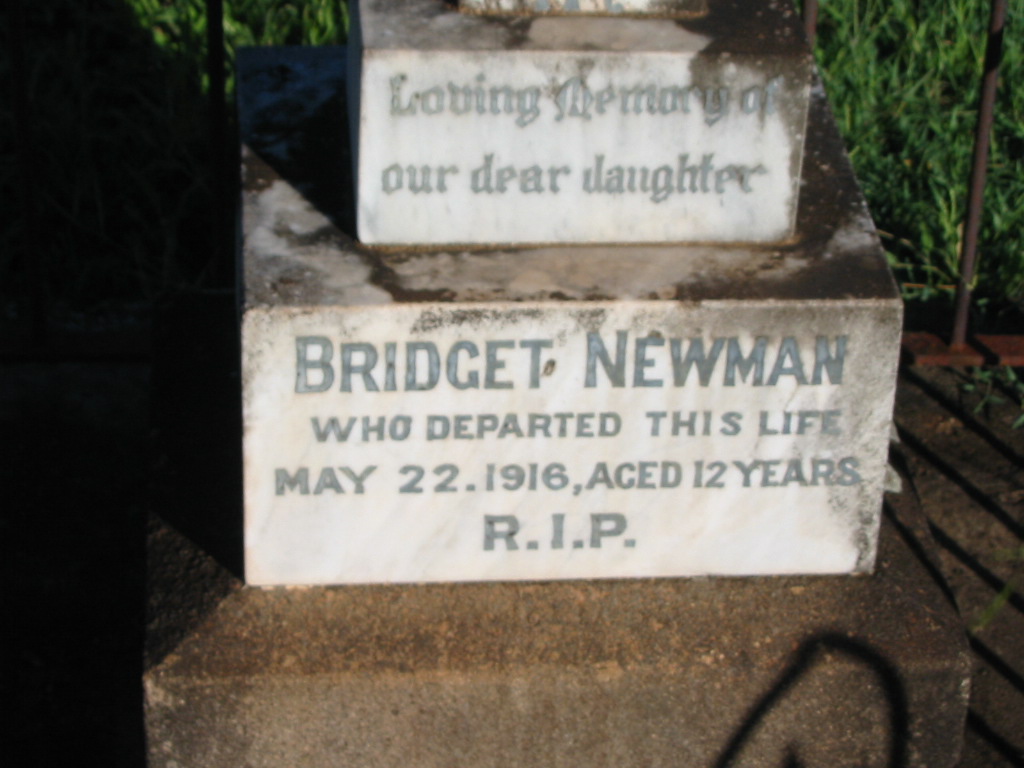 Loving Memory of
our dear daughter
BRIDGET NEWMAN
WHO DEPARTED THIS LIFE
MAY 22. 1916, AGED 12 YEARS
R.I.P.